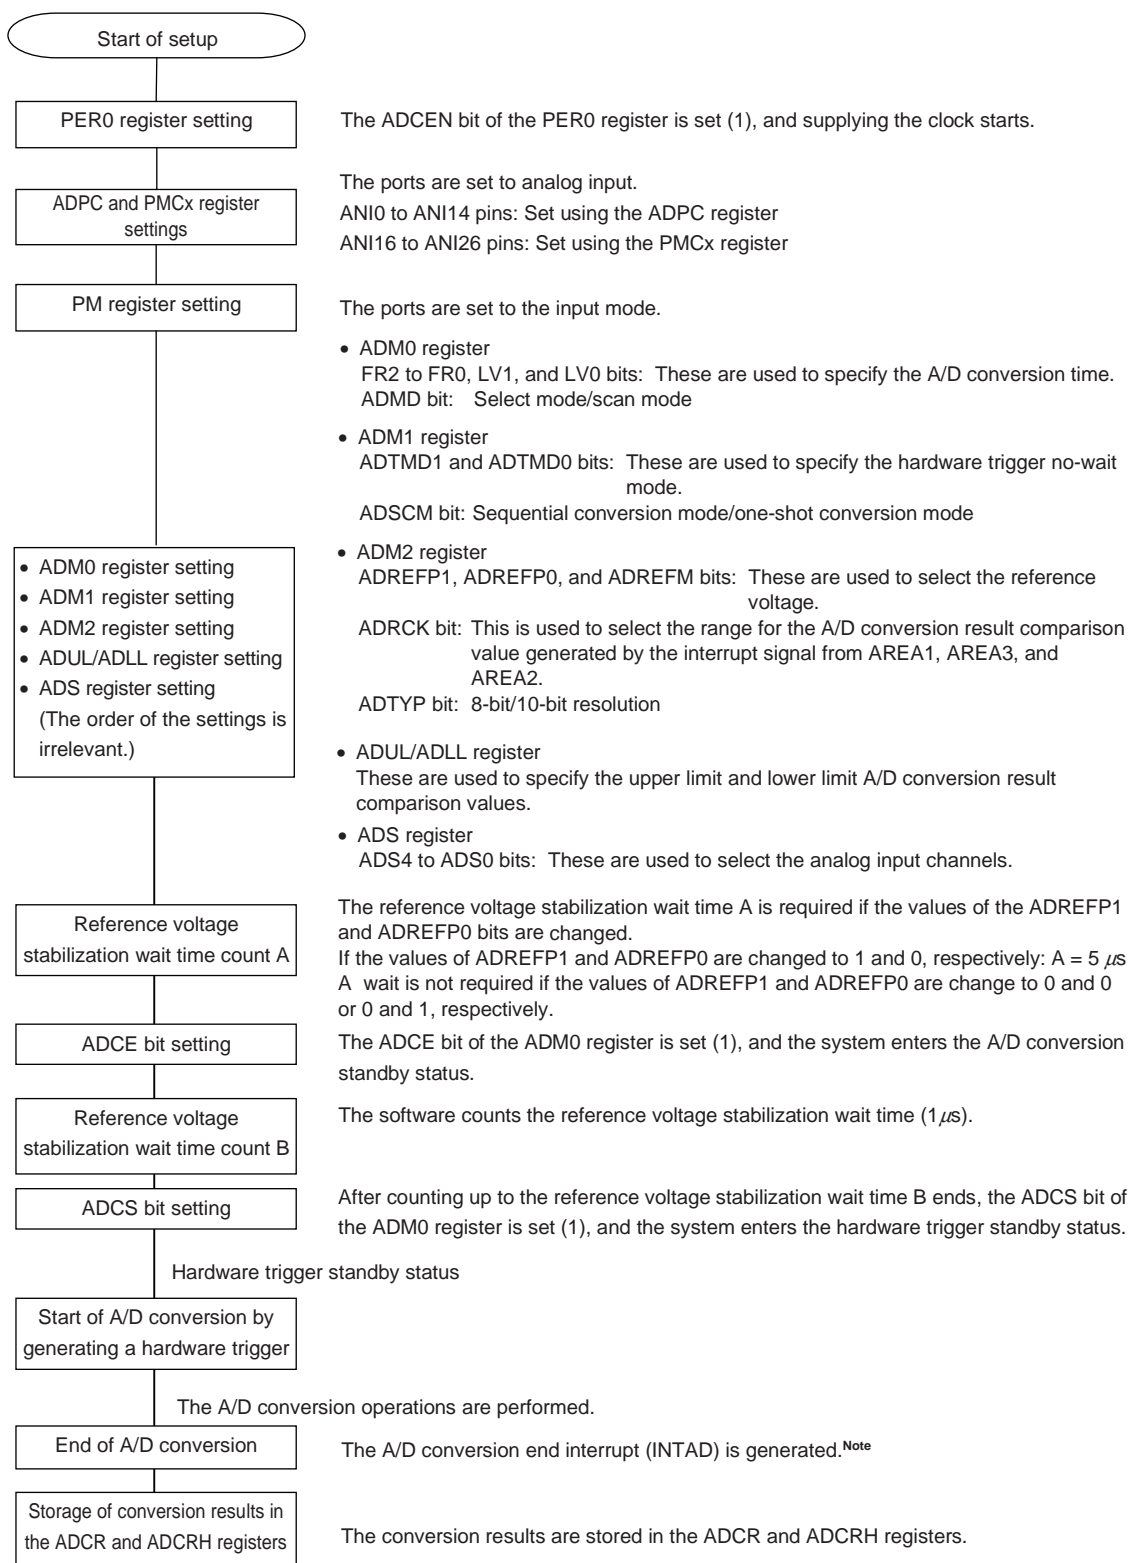 Start of setup
PER0 register setting
The ADCEN bit of the PER0 register is set (1), and supplying the clock starts.
ADPC and PMCx register
settings
The ports are set to analog input.
ANI0 to ANI14 pins: Set using the ADPC register
ANI16 to ANI26 pins: Set using the PMCx register
PM register setting
The ports are set to the input mode.
• ADM0 register setting
• ADM1 register setting
• ADM2 register setting
• ADUL/ADLL register setting
• ADS register setting
(The order of the settings is
irrelevant.)
• ADM0 register
FR2 to FR0, LV1, and LV0 bits: These are used to specify the A/D conversion time.
ADMD bit: Select mode/scan mode
• ADM1 register
ADTMD1 and ADTMD0 bits: These are used to specify the hardware trigger no-wait
mode.
ADSCM bit: Sequential conversion mode/one-shot conversion mode
• ADM2 register
ADREFP1, ADREFP0, and ADREFM bits: These are used to select the reference
voltage.
ADRCK bit: This is used to select the range for the A/D conversion result comparison
value generated by the interrupt signal from AREA1, AREA3, and
AREA2.
ADTYP bit: 8-bit/10-bit resolution
• ADUL/ADLL register
These are used to specify the upper limit and lower limit A/D conversion result
comparison values.
• ADS register
ADS4 to ADS0 bits: These are used to select the analog input channels.
Reference voltage
stabilization wait time count A
The reference voltage stabilization wait time A is required if the values of the ADREFP1
and ADREFP0 bits are changed.
If the values of ADREFP1 and ADREFP0 are changed to 1 and 0, respectively: A = 5 μs
A wait is not required if the values of ADREFP1 and ADREFP0 are change to 0 and 0
or 0 and 1, respectively.
ADCE bit setting
The ADCE bit of the ADM0 register is set (1), and the system enters the A/D conversion
standby status.
Reference voltage
stabilization wait time count B
The software counts the reference voltage stabilization wait time (1 μs).
ADCS bit setting
After counting up to the reference voltage stabilization wait time B ends, the ADCS bit of
the ADM0 register is set (1), and the system enters the hardware trigger standby status.
Hardware trigger standby status
Start of A/D conversion by
generating a hardware trigger
The A/D conversion operations are performed.
End of A/D conversion
The A/D conversion end interrupt (INTAD) is generated.Note
Storage of conversion results in
the ADCR and ADCRH registers
The conversion results are stored in the ADCR and ADCRH registers.